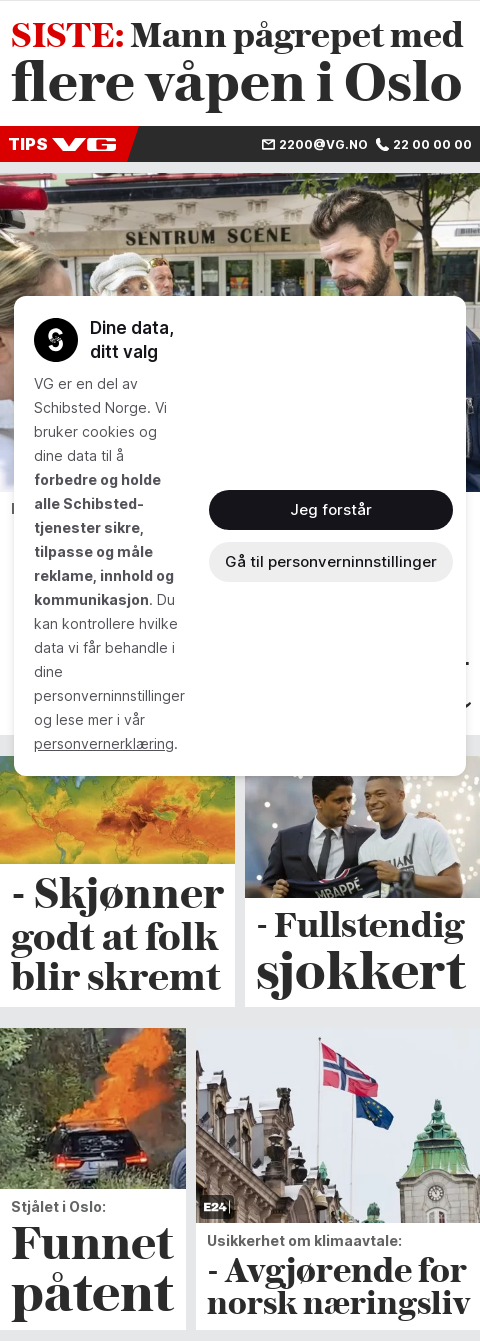 SISTE: Mann pågrepet med
flere våpen i Oslo
TIPS VG
2200@VG.NO 22 00 00 00
SENTRUM SCENE
Dine data,
ditt valg
VG er en del av
Schibsted Norge. Vi
bruker cookies og
dine data til å
forbedre og holde
alle Schibsted-
tjenester sikre,
tilpasse og måle
reklame, innhold og
kommunikasjon. Du
kan kontrollere hvilke
data vi får behandle i
dine
personverninnstillinger
og lese mer i vår
personvernerklæring.
Jeg forstår
Gå til personverninnstillinger
MBAPPÉ
- Skjønner
godt at folk
blir skremt
- Fullstendig
sjokkert
E24
Stjålet i Oslo:
Funnet
påtent
Usikkerhet om klimaavtale:
- Avgjørende for
norsk næringsliv